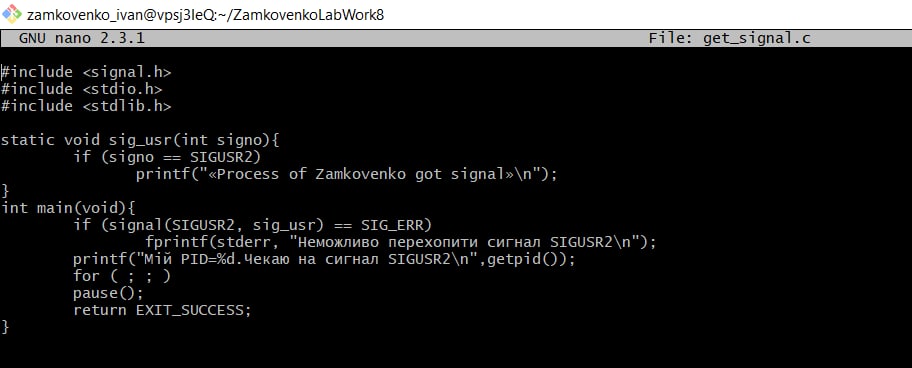 zamkovenko_ivan@vpsj3IeQ:~/ZamkovenkoLabWork8
GNU nano 2.3.1 File: get_signal.c
#include <signal.h>
#include <stdio.h>
#include <stdlib.h>
static void sig_usr(int signo){
if (signo == SIGUSR2)
printf("«Process of Zamkovenko got signal»\n");
}
int main(void){
if (signal(SIGUSR2, sig_usr) == SIG_ERR)
fprintf(stderr, "Неможливо перехопити сигнал SIGUSR2\n");
printf("Мій PID=%d.Чекаю на сигнал SIGUSR2\n",getpid());
for ( ; ; )
pause();
return EXIT_SUCCESS;
}